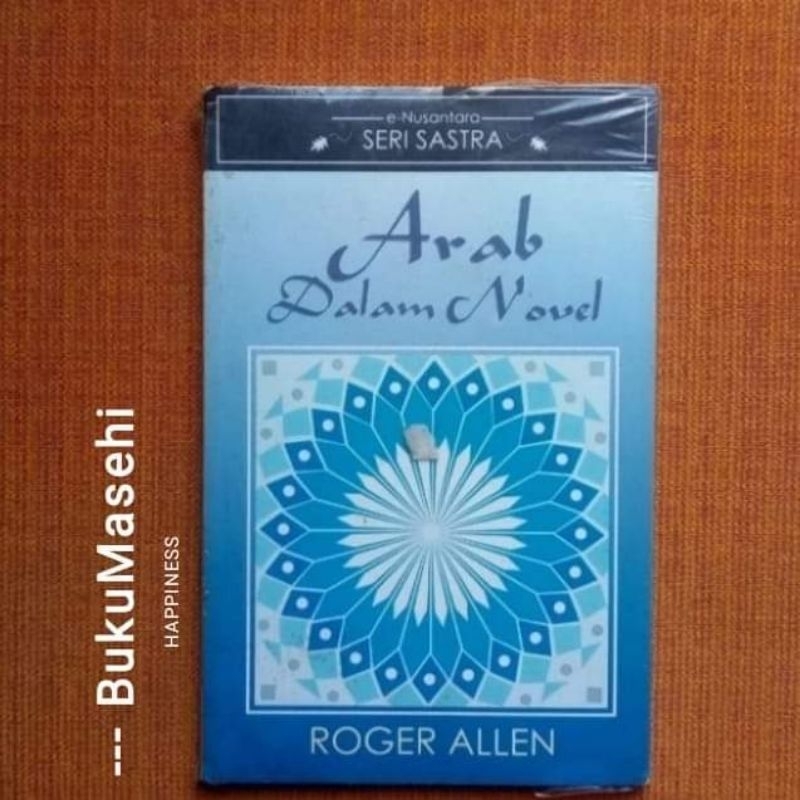 e-Nusantara
SERI SASTRA
Arab
Dalam Novel
ROGER ALLEN
--- BukuMasehi
HAPPINESS